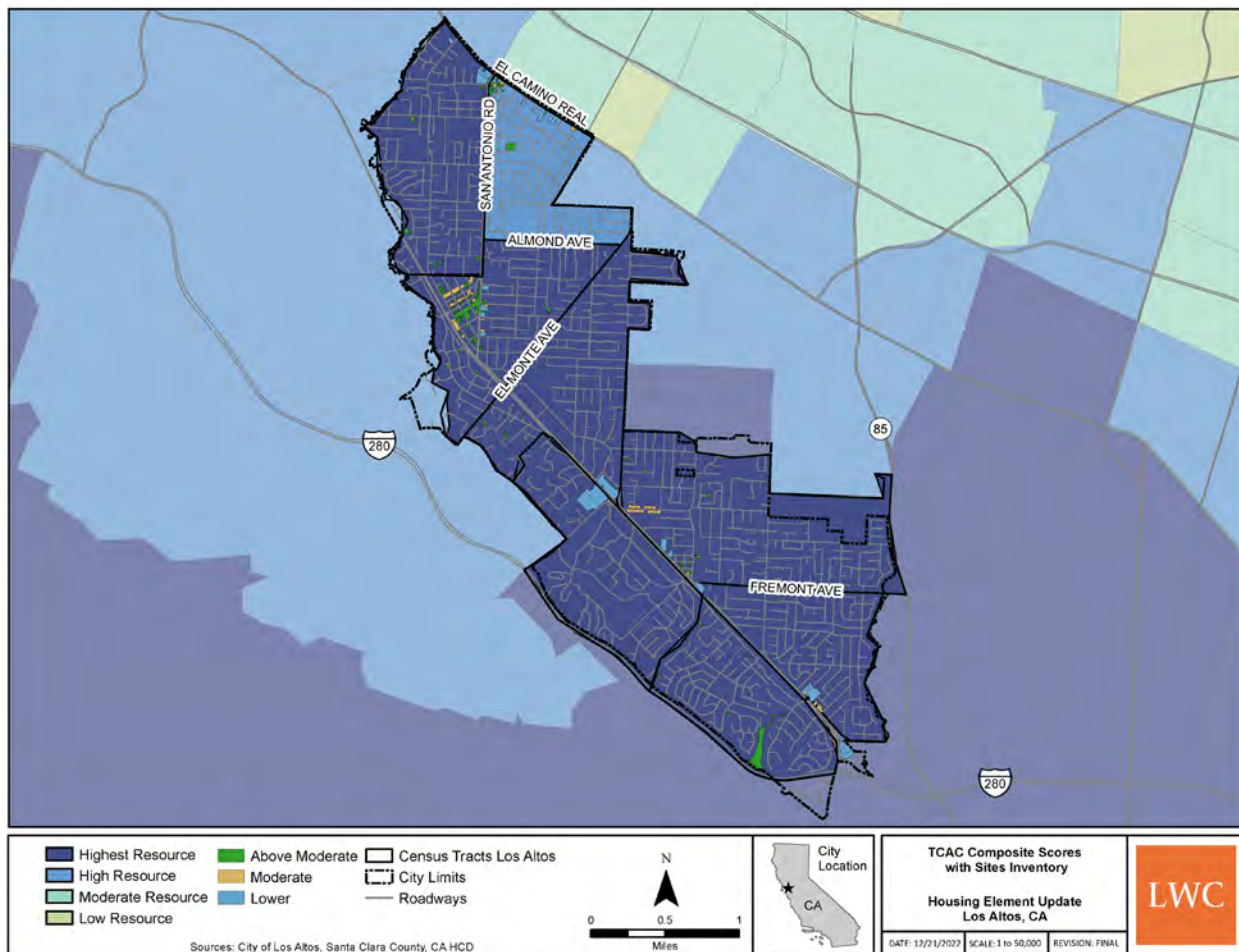 EL CAMINO REAL
SAN ANTONIO RD
ALMOND AVE
EL MONTE AVE
280
85
FREMONT AVE
280
Highest Resource
High Resource
Moderate Resource
Low Resource
Above Moderate
Moderate
Lower
Census Tracts Los Altos
City Limits
Roadways
N
0 0.5 1
Miles
Sources: City of Los Altos, Santa Clara County, CA HCD
City
Location
CA
TCAC Composite Scores
with Sites Inventory
Housing Element Update
Los Altos, CA
DATE: 12/21/2022 SCALE: 1 to 50,000 REVISION: FINAL
LWC